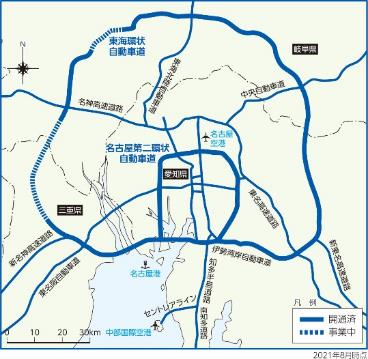 東海環状
自動車道
岐阜県
東海北陸自動車道
名神高速道路
中央自動車道
名古屋
空港
名古屋第二環状
自動車道
愛知県
三重県
東名高速道路
新東名高速道路
新名神高速道路
東名阪自動車道
伊勢湾岸自動車道
名古屋港
知多半島道路
セントレアライン
中部国際空港
南知多道路
凡 例
開通済
事業中
0 10 20 30km
2021年8月時点